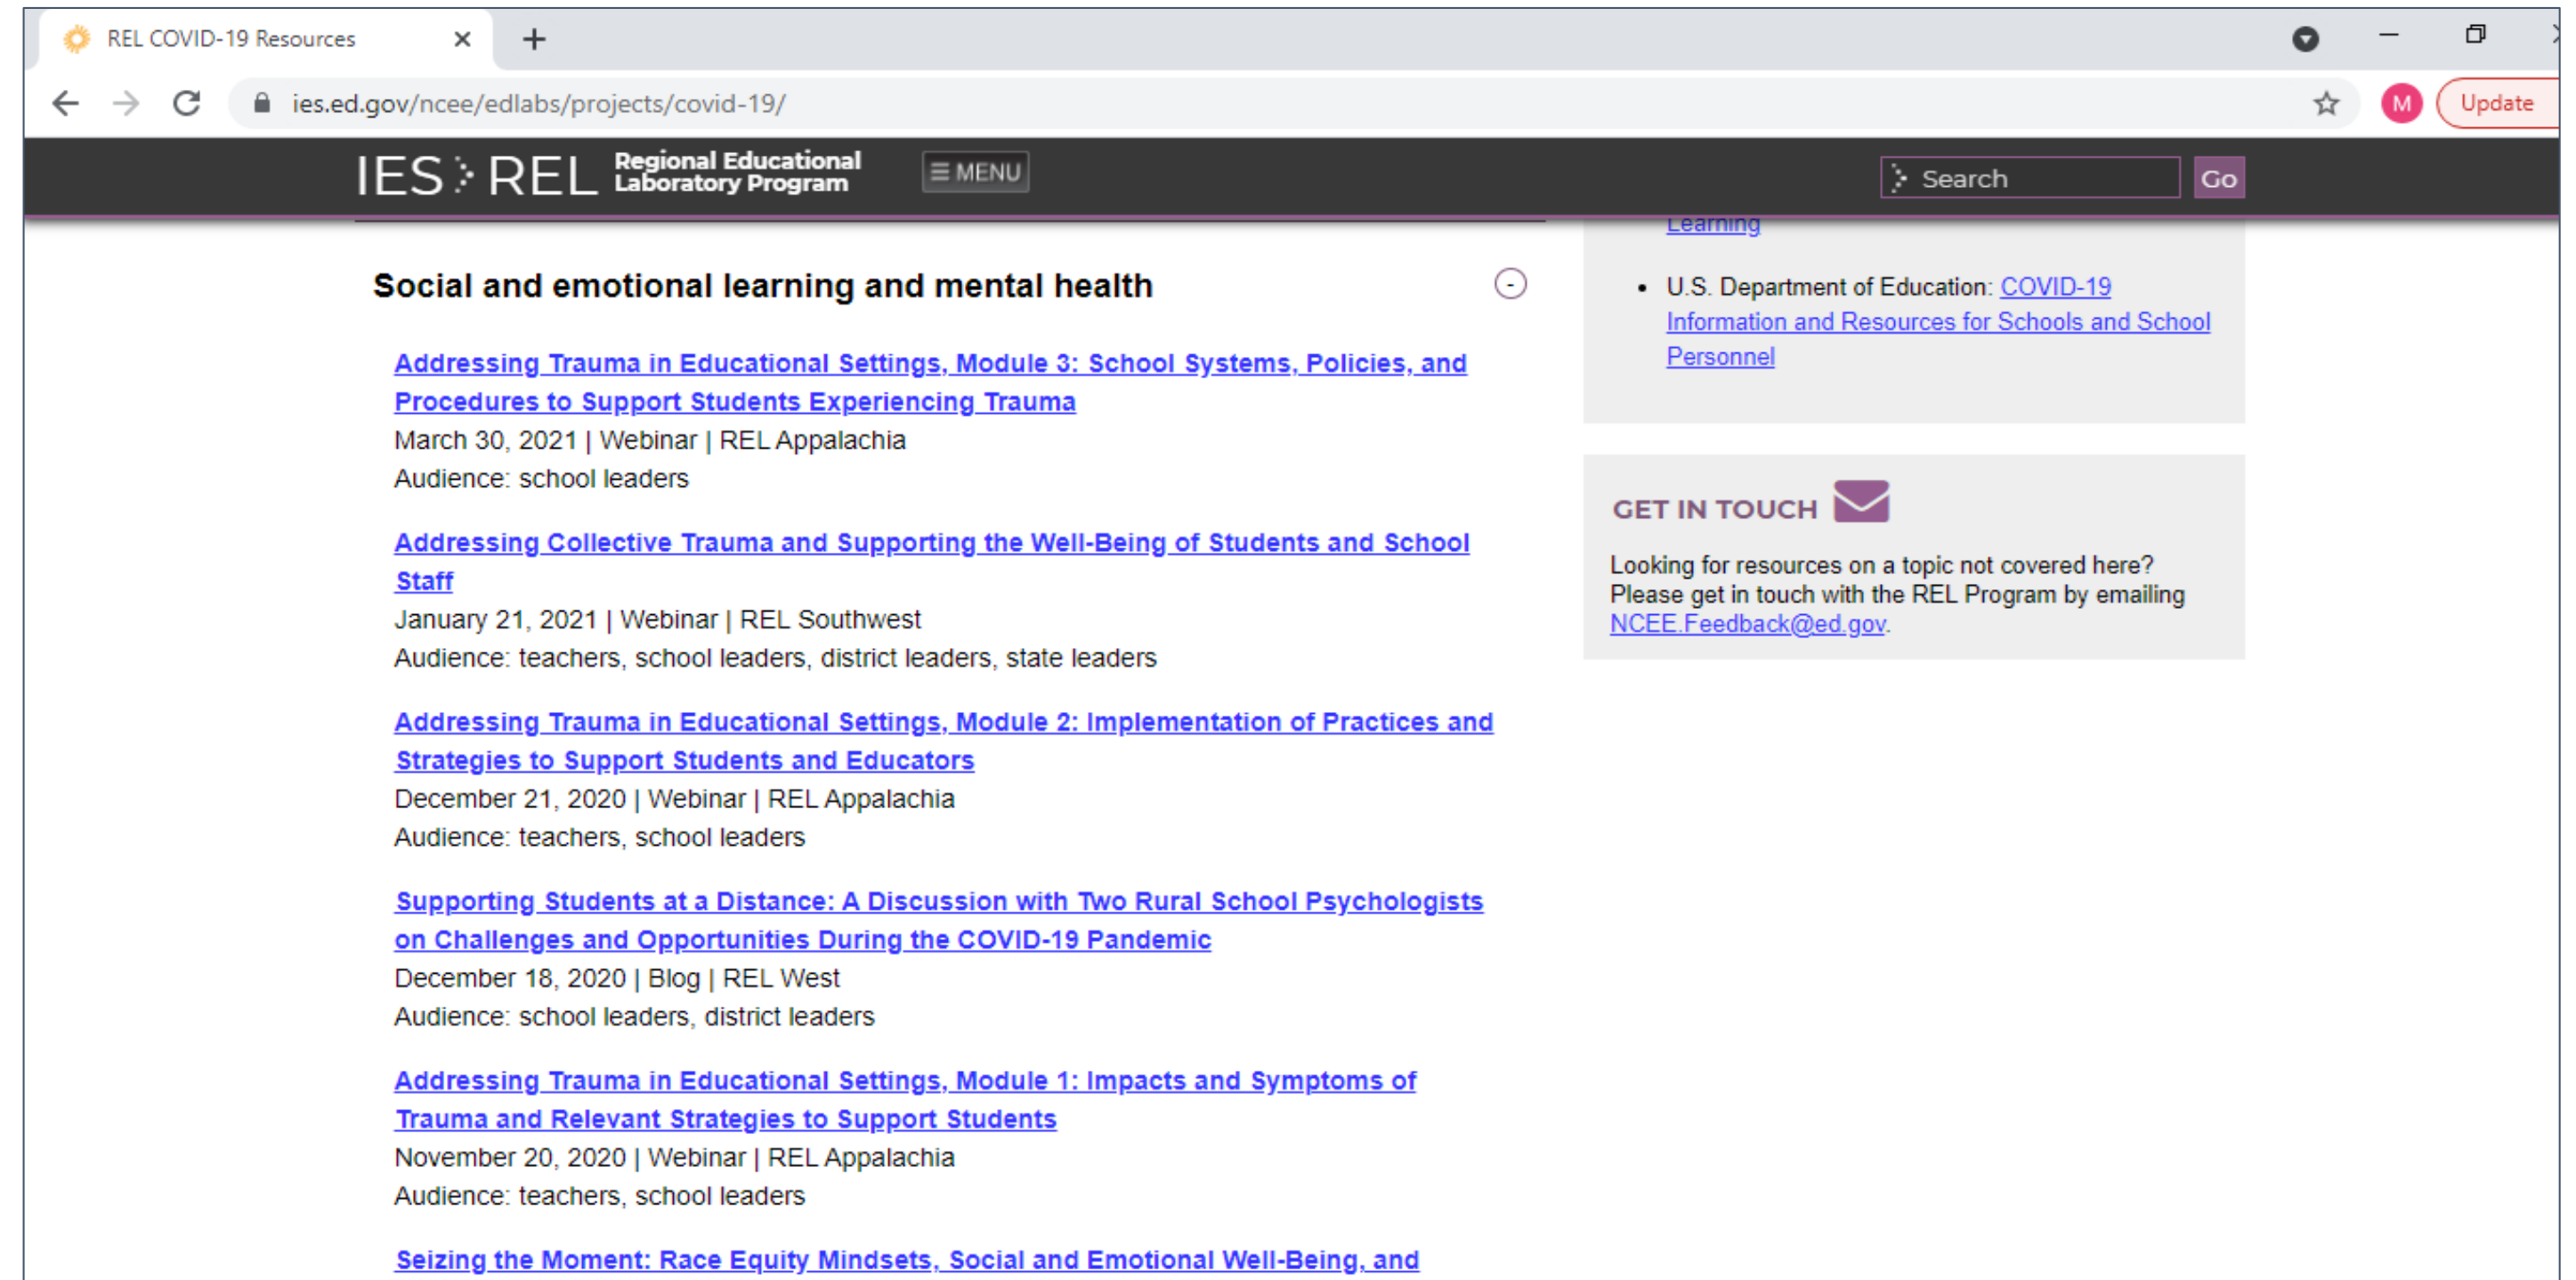 REL COVID-19 Resources
ies.ed.gov/ncee/edlabs/projects/covid-19/
M
Update
IES REL Regional Educational
Laboratory Program
MENU
Search
Go
Social and emotional learning and mental health
-
Addressing Trauma in Educational Settings, Module 3: School Systems, Policies, and
Procedures to Support Students Experiencing Trauma
March 30, 2021 | Webinar | REL Appalachia
Audience: school leaders
Addressing Collective Trauma and Supporting the Well-Being of Students and School
Staff
January 21, 2021 | Webinar | REL Southwest
Audience: teachers, school leaders, district leaders, state leaders
Addressing Trauma in Educational Settings, Module 2: Implementation of Practices and
Strategies to Support Students and Educators
December 21, 2020 | Webinar | REL Appalachia
Audience: teachers, school leaders
Supporting Students at a Distance: A Discussion with Two Rural School Psychologists
on Challenges and Opportunities During the COVID-19 Pandemic
December 18, 2020 | Blog | REL West
Audience: school leaders, district leaders
Addressing Trauma in Educational Settings, Module 1: Impacts and Symptoms of
Trauma and Relevant Strategies to Support Students
November 20, 2020 | Webinar | REL Appalachia
Audience: teachers, school leaders
Seizing the Moment: Race Equity Mindsets, Social and Emotional Well-Being, and
Learning
• U.S. Department of Education: COVID-19
Information and Resources for Schools and School
Personnel
GET IN TOUCH
Looking for resources on a topic not covered here?
Please get in touch with the REL Program by emailing
NCEE.Feedback@ed.gov.